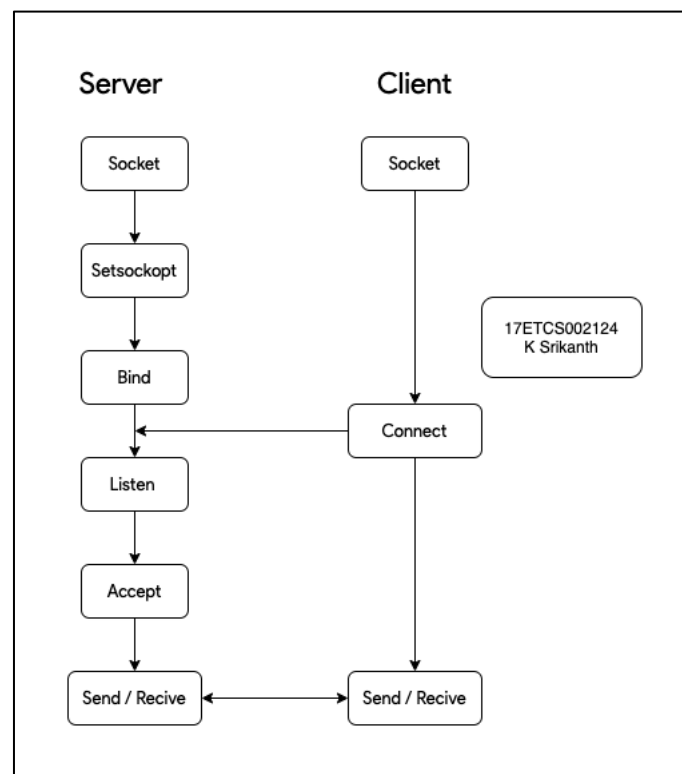 Server
Client
Socket
Socket
Setsockopt
17ETCS002124
K Srikanth
Bind
Connect
Listen
Accept
Send / Recive
Send / Recive